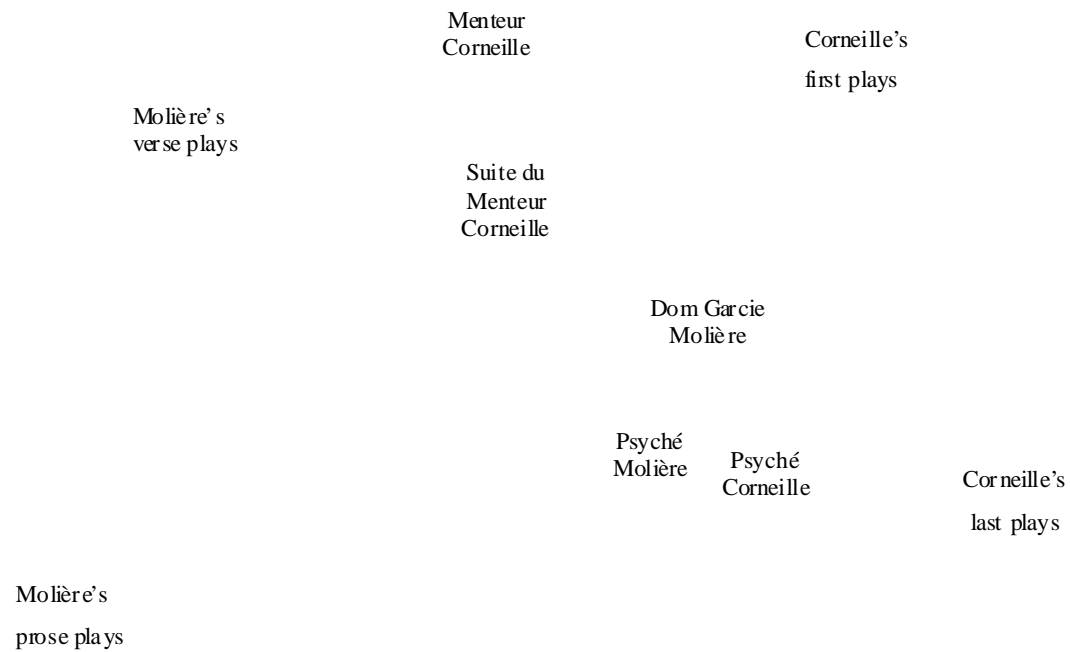 Menteur
Corneille
Corneille’s
first plays
Molière’s
verse plays
Suite du
Menteur
Corneille
Dom Garcie
Molière
Psyché
Molière
Psyché
Corneille
Corneille’s
last plays
Molière’s
prose plays